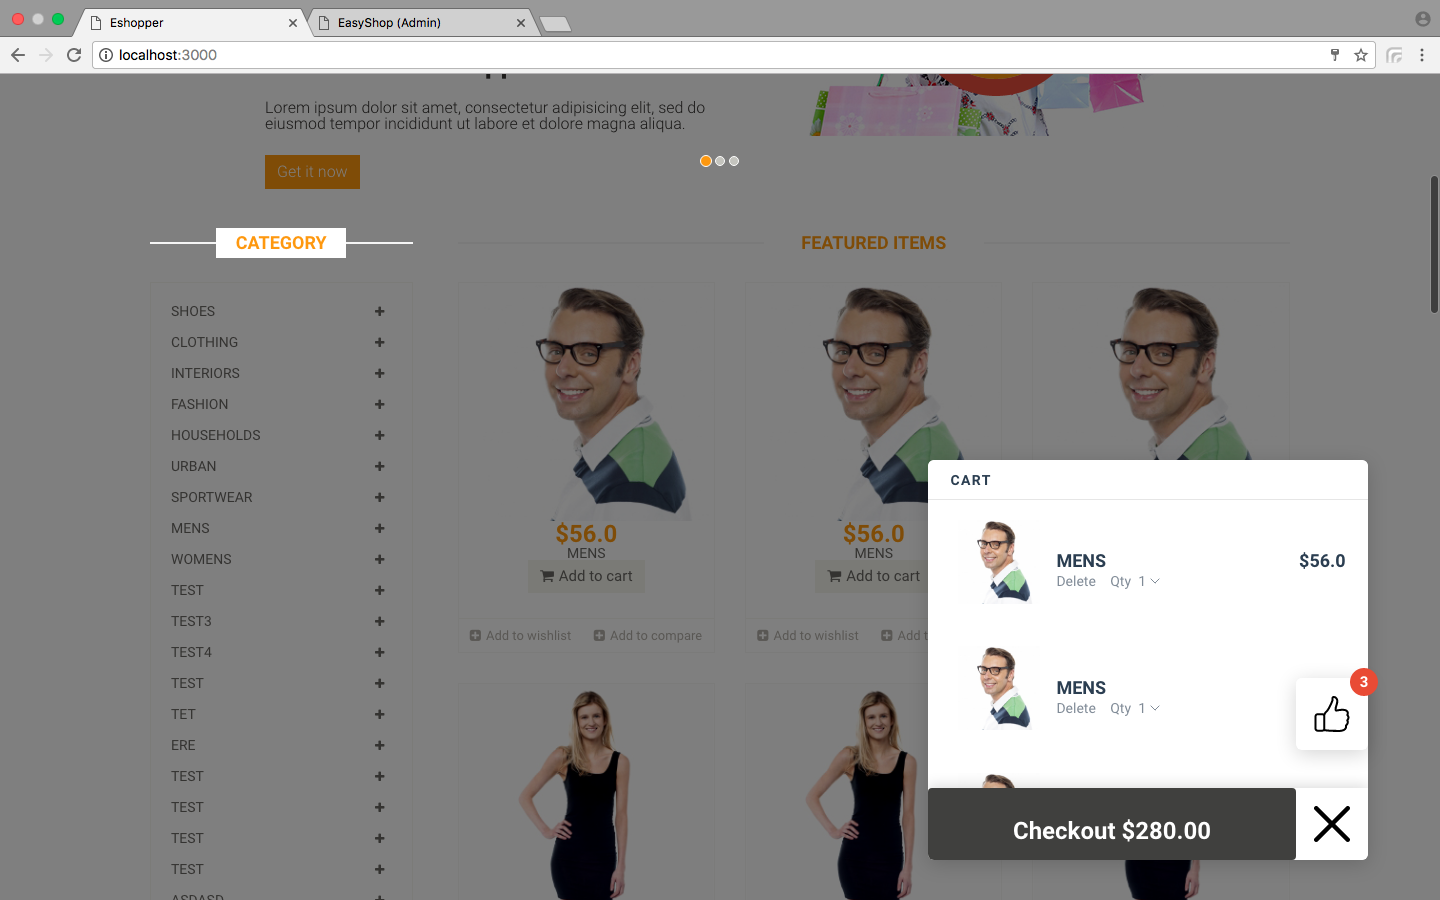 Eshopper
EasyShop (Admin)
localhost:3000
Lorem ipsum dolor sit amet, consectetur adipisicing elit, sed do
eiusmod tempor incididunt ut labore et dolore magna aliqua.
Get it now
CATEGORY
SHOES
CLOTHING
INTERIORS
FASHION
HOUSEHOLDS
URBAN
SPORTWEAR
MENS
WOMENS
TEST
TEST3
TEST4
TEST
TET
ERE
TEST
TEST
TEST
TEST
ASDASD
FEATURED ITEMS
$56.0
MENS
Add to cart
Add to wishlist
Add to compare
$56.0
MENS
Add to cart
Add to wishlist
Add t
CART
MENS
$56.0
Delete Qty 1
MENS
Delete Qty 1
3
Checkout $280.00